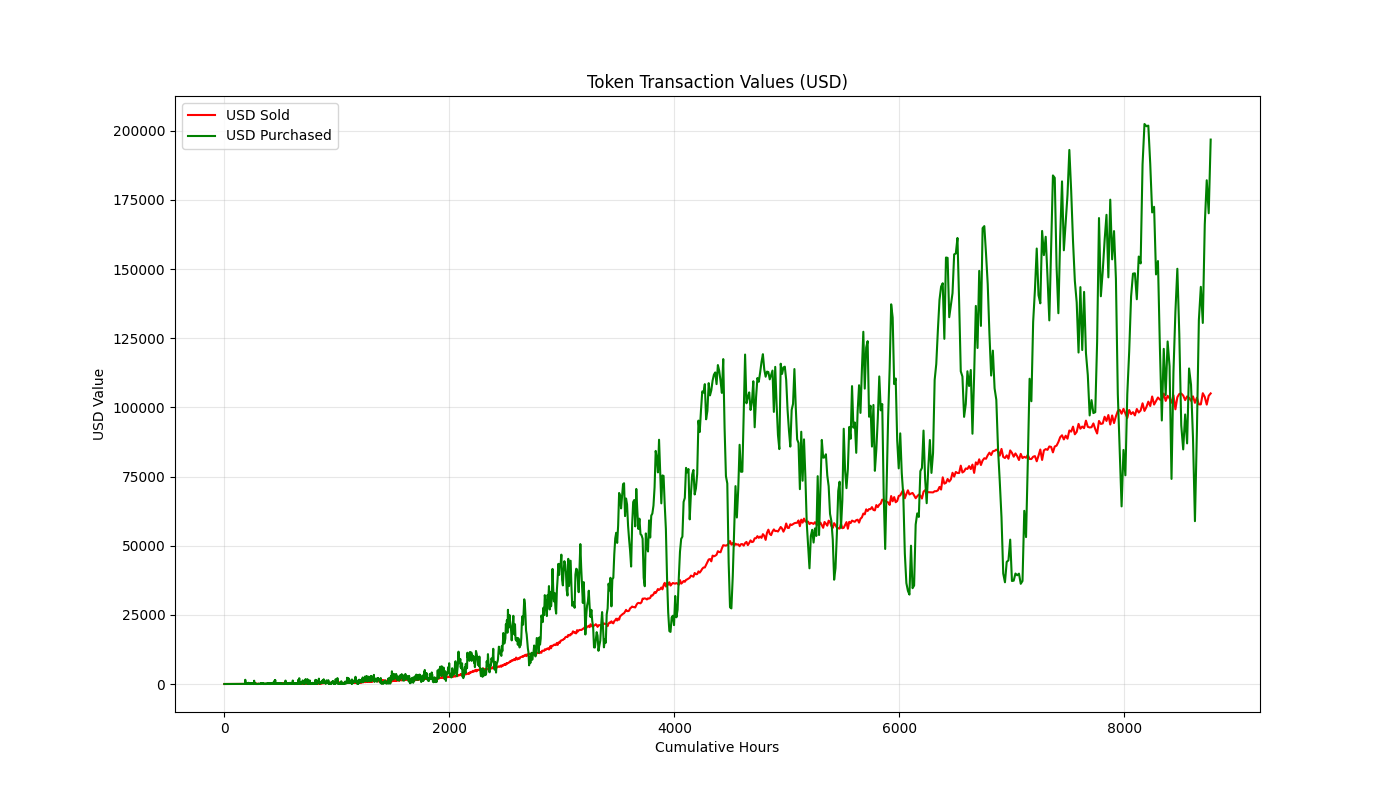 Token Transaction Values (USD)
USD Sold
USD Purchased
200000
175000
150000
125000
100000
75000
50000
25000
0
USD Value
0 2000 4000 6000 8000
Cumulative Hours